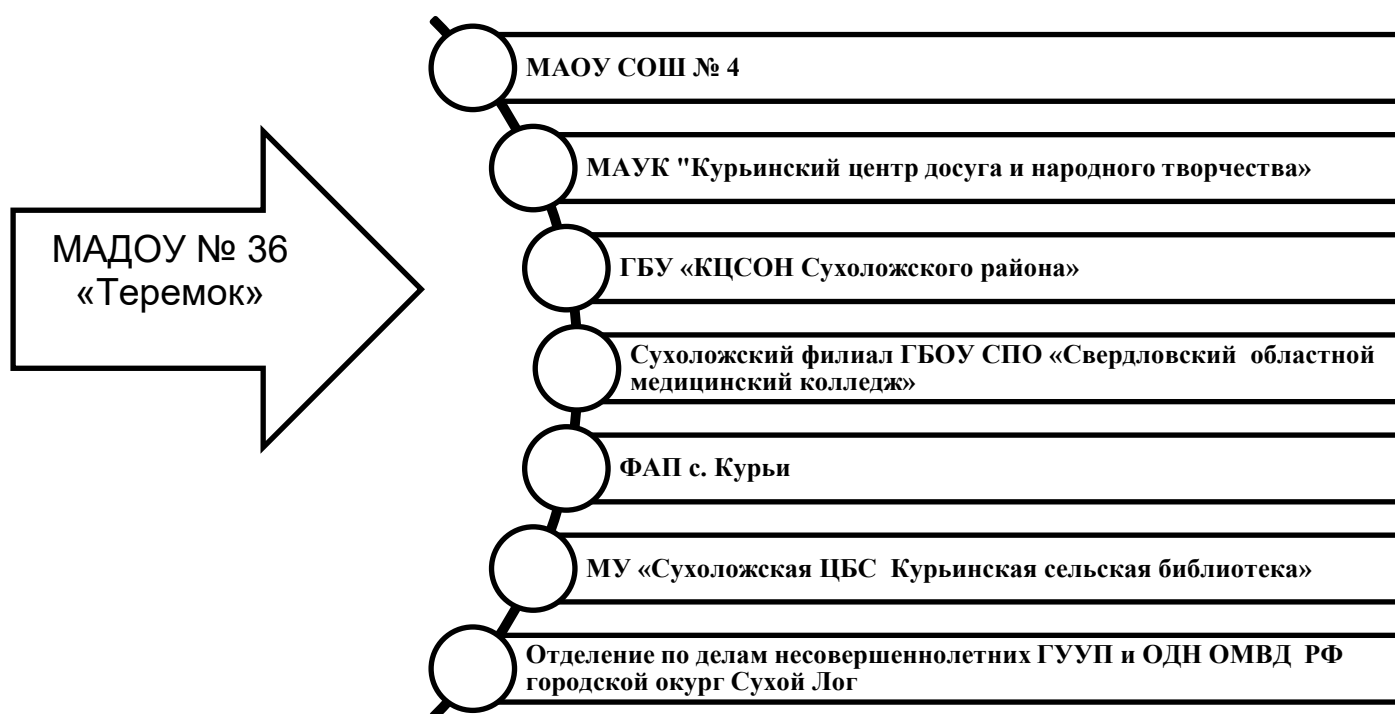 МАОУ СОШ № 4
МАУК "Курьинский центр досуга и народного творчества»
МАДОУ № 36
«Теремок»
ГБУ «КЦСОН Сухоложского района»
Сухоложский филиал ГБОУ СПО «Свердловский областной
медицинский колледж»
ФАП с. Курьи
МУ «Сухоложская ЦБС Курьинская сельская библиотека»
Отделение по делам несовершеннолетних ГУУП и ОДН ОМВД РФ
городской окург Сухой Лог